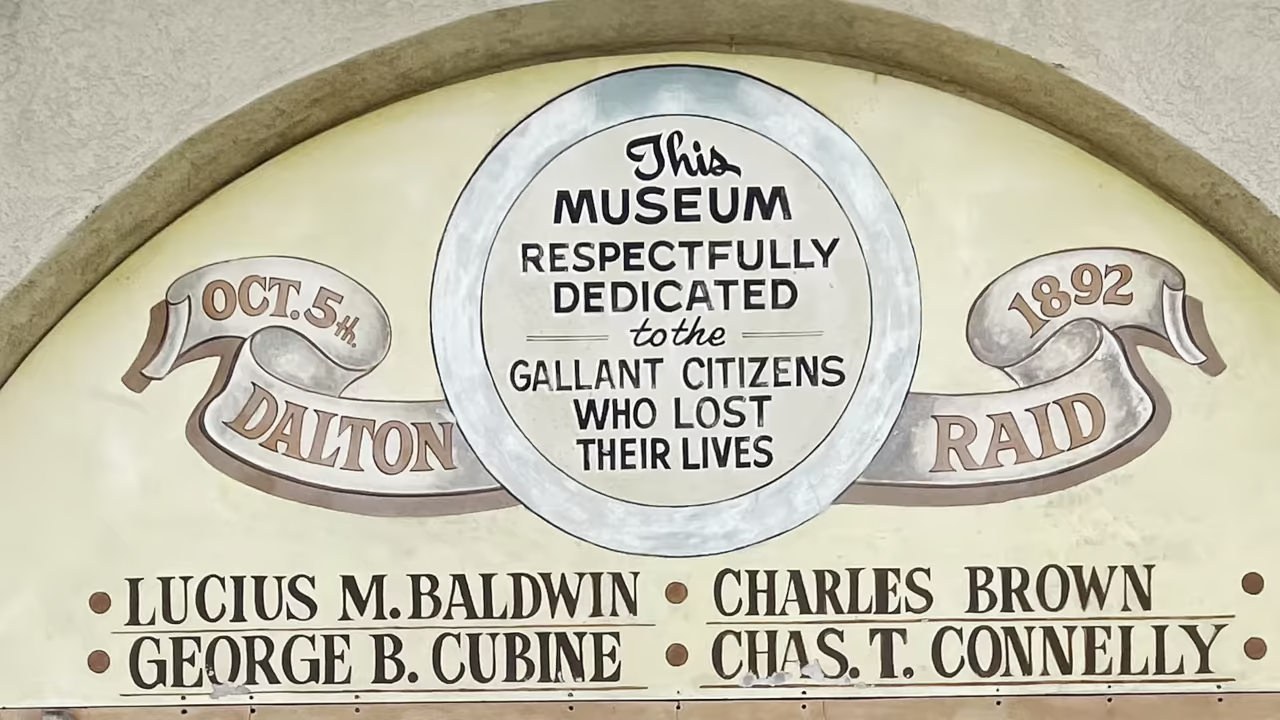 This
MUSEUM
RESPECTFULLY
DEDICATED
to the
GALLANT CITIZENS
WHO LOST
THEIR LIVES
OCT. 5th.
1892
DALTON
RAID
• LUCIUS M. BALDWIN • CHARLES BROWN •
• GEORGE B. CUBINE • CHAS. T. CONNELLY •